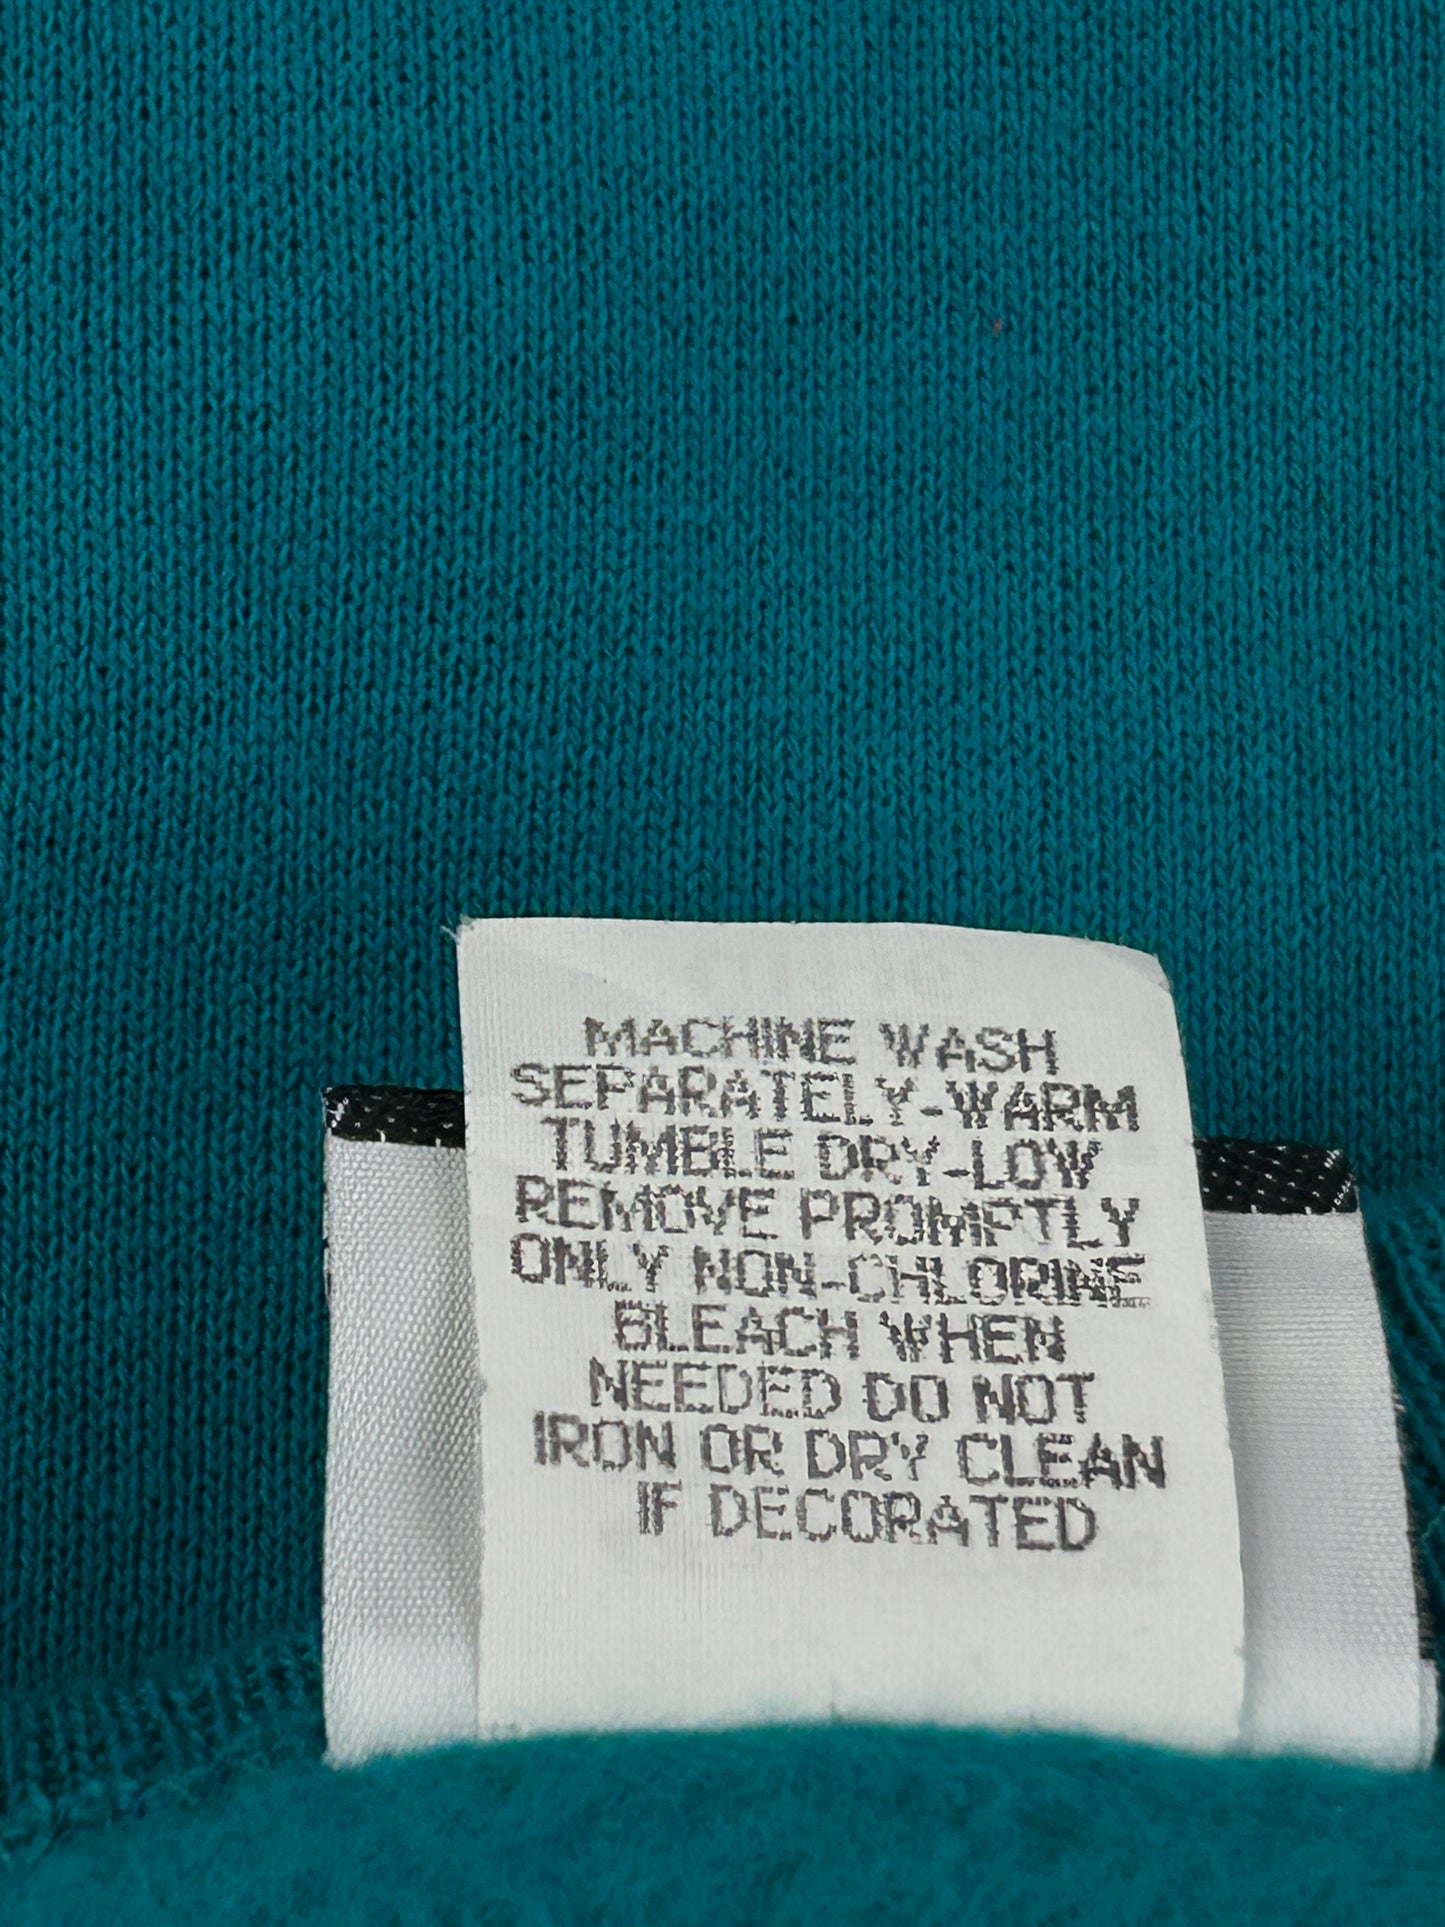 MACHINE WASH
SEPARATELY-WARM
TUMBLE DRY-LOW
REMOVE PROMPTLY
ONLY NON-CHLORINE
BLEACH WHEN
NEEDED DO NOT
IRON OR DRY CLEAN
IF DECORATED